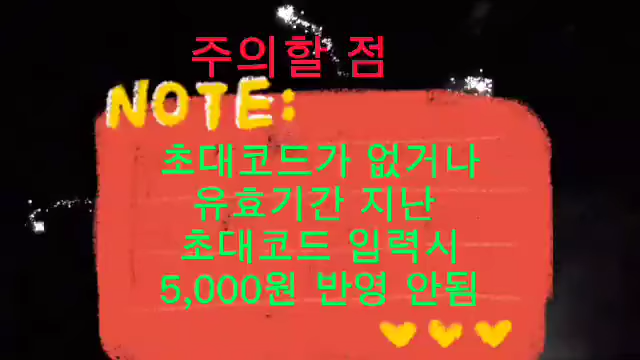 주의할 점
NOTE:
초대코드가 없거나
유효기간 지난
초대코드 입력시
5,000원 반영 안됨